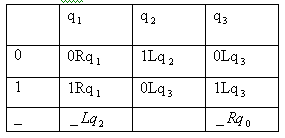 q₁ q₂ q₃
0 0Rq₁ 1Lq₂ 0Lq₃
1 1Rq₁ 0Lq₃ 1Lq₃
_ _Lq₂ _Rq₀